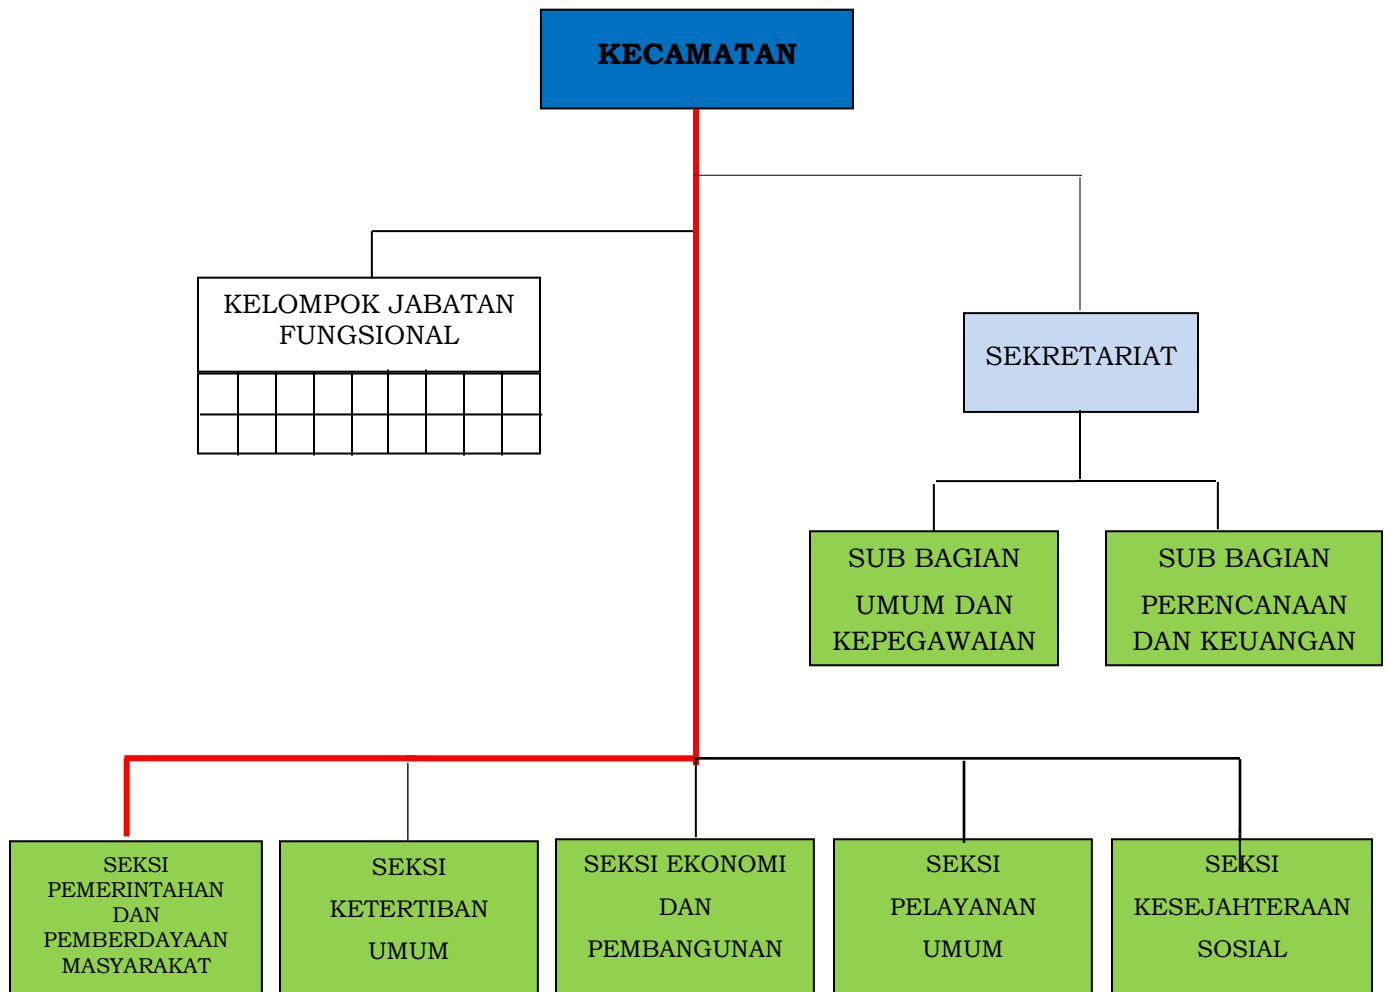 KECAMATAN
KELOMPOK JABATAN
FUNGSIONAL
SEKRETARIAT
SUB BAGIAN
UMUM DAN
KEPEGAWAIAN
SUB BAGIAN
PERENCANAAN
DAN KEUANGAN
SEKSI
PEMERINTAHAN
DAN
PEMBERDAYAAN
MASYARAKAT
SEKSI
KETERTIBAN
UMUM
SEKSI EKONOMI
DAN
PEMBANGUNAN
SEKSI
PELAYANAN
UMUM
SEKSI
KESEJAHTERAAN
SOSIAL